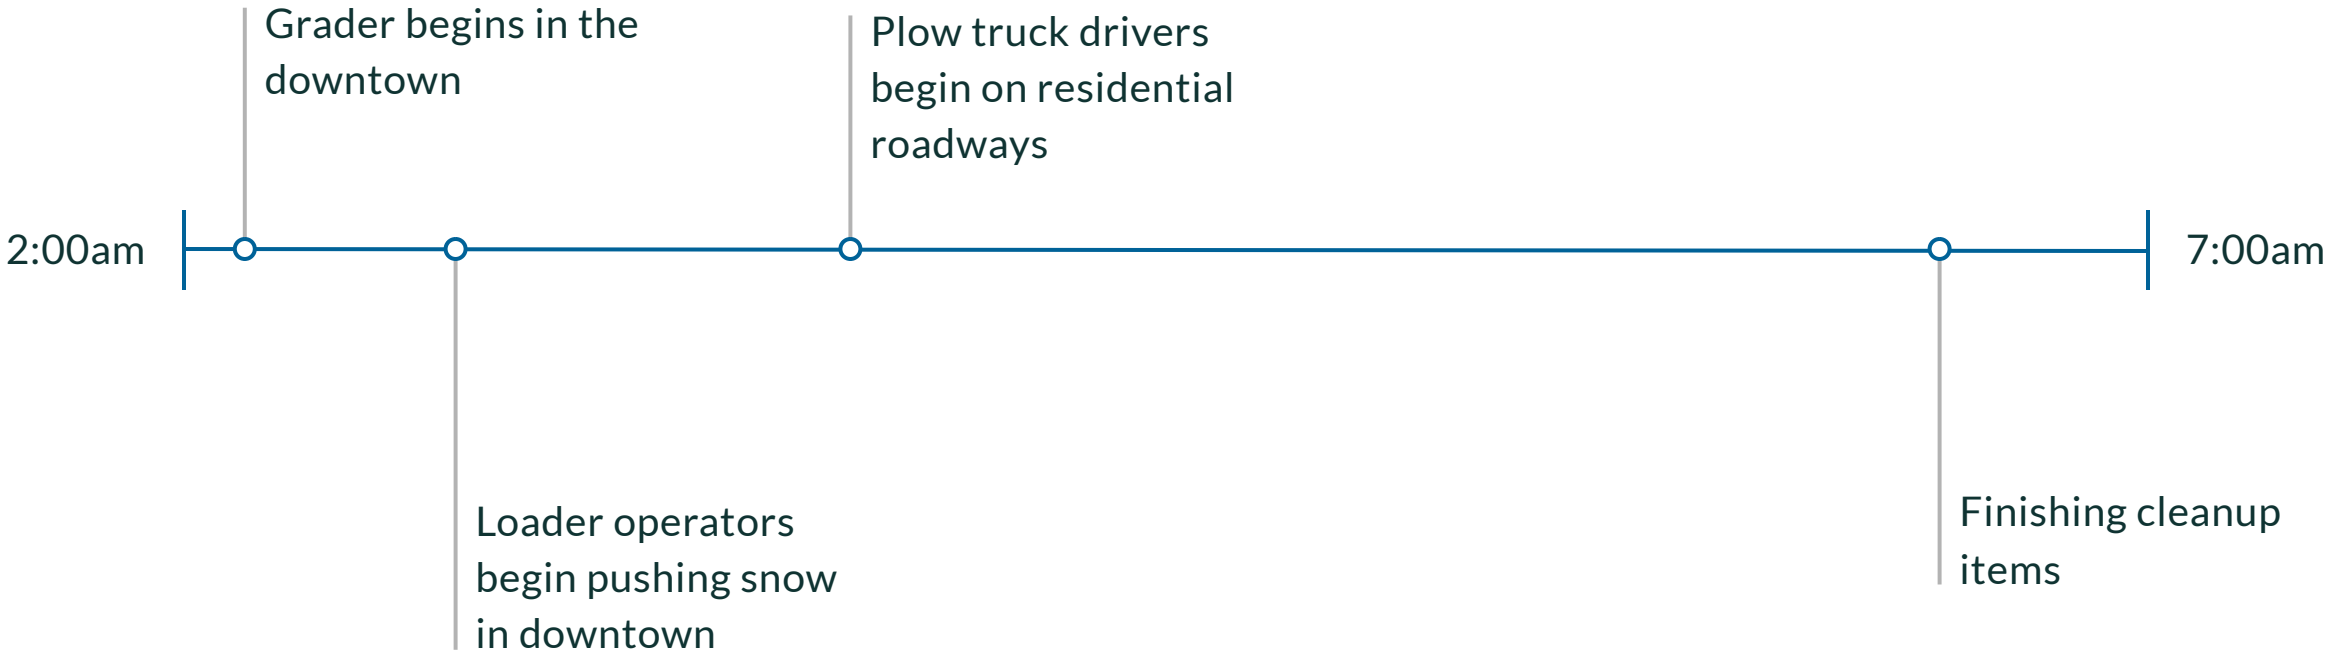 Grader begins in the
downtown
Plow truck drivers
begin on residential
roadways
2:00am
7:00am
Loader operators
begin pushing snow
in downtown
Finishing cleanup
items